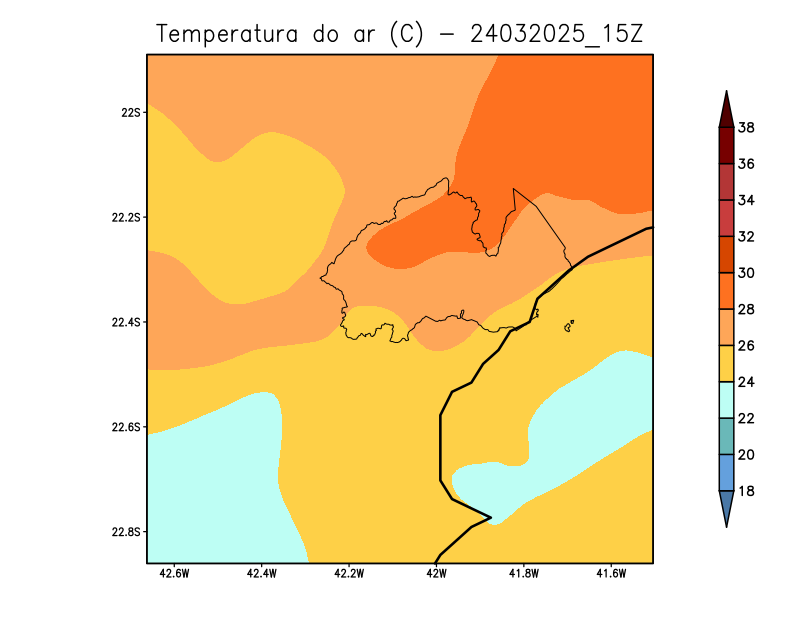 Temperatura do ar (C) − 24032025_15Z
22S
22.2S
22.4S
22.6S
22.8S
42.6W
42.4W
42.2W
42W
41.8W
41.6W
38
36
34
32
30
28
26
24
22
20
18